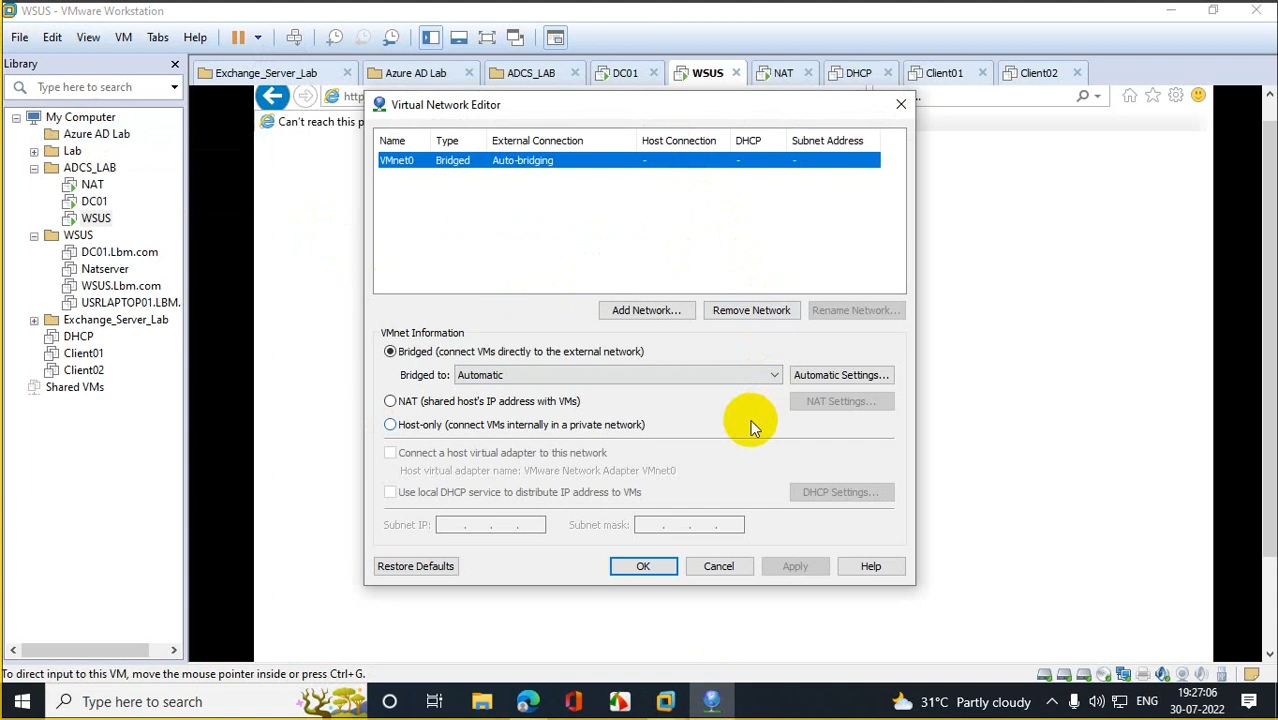 WSUS - VMware Workstation
File Edit View VM Tabs Help
Library
Type here to search
My Computer
Azure AD Lab
Lab
ADCS_LAB
NAT
DC01
WSUS
WSUS
DC01.Lbm.com
Natserver
WSUS.Lbm.com
USRLAPTOP01.LBM.
Exchange_Server_Lab
DHCP
Client01
Client02
Shared VMs
Exchange_Server_Lab Azure AD Lab ADCS_LAB DC01 WSUS NAT DHCP Client01 Client02
http
Can't reach this p
Virtual Network Editor
Name Type External Connection Host Connection DHCP Subnet Address
VMnet0 Bridged Auto-bridging - - -
Add Network... Remove Network Rename Network...
VMnet Information
Bridged (connect VMs directly to the external network)
Bridged to: Automatic Automatic Settings...
NAT (shared host's IP address with VMs) NAT Settings...
Host-only (connect VMs internally in a private network)
Connect a host virtual adapter to this network
Host virtual adapter name: VMware Network Adapter VMnet0
Use local DHCP service to distribute IP address to VMs DHCP Settings...
Subnet IP: . . . Subnet mask: . . .
Restore Defaults OK Cancel Apply Help
To direct input to this VM, move the mouse pointer inside or press Ctrl+G.
Type here to search 31°C Partly cloudy ENG 19:27:06
30-07-2022